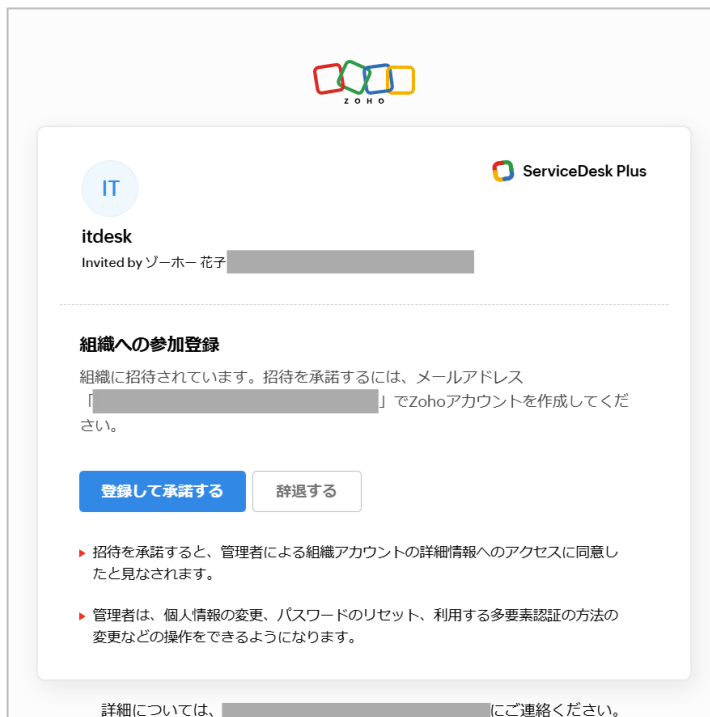 ZOHO
IT
ServiceDesk Plus
itdesk
Invited by ゾーホー 花子
組織への参加登録
組織に招待されています。招待を承諾するには、メールアドレス
「」でZohoアカウントを作成してくだ
さい。
登録して承諾する
辞退する
招待を承諾すると、管理者による組織アカウントの詳細情報へのアクセスに同意し
たと見なされます。
管理者は、個人情報の変更、パスワードのリセット、利用する多要素認証の方法の
変更などの操作をできるようになります。
詳細については、にご連絡ください。